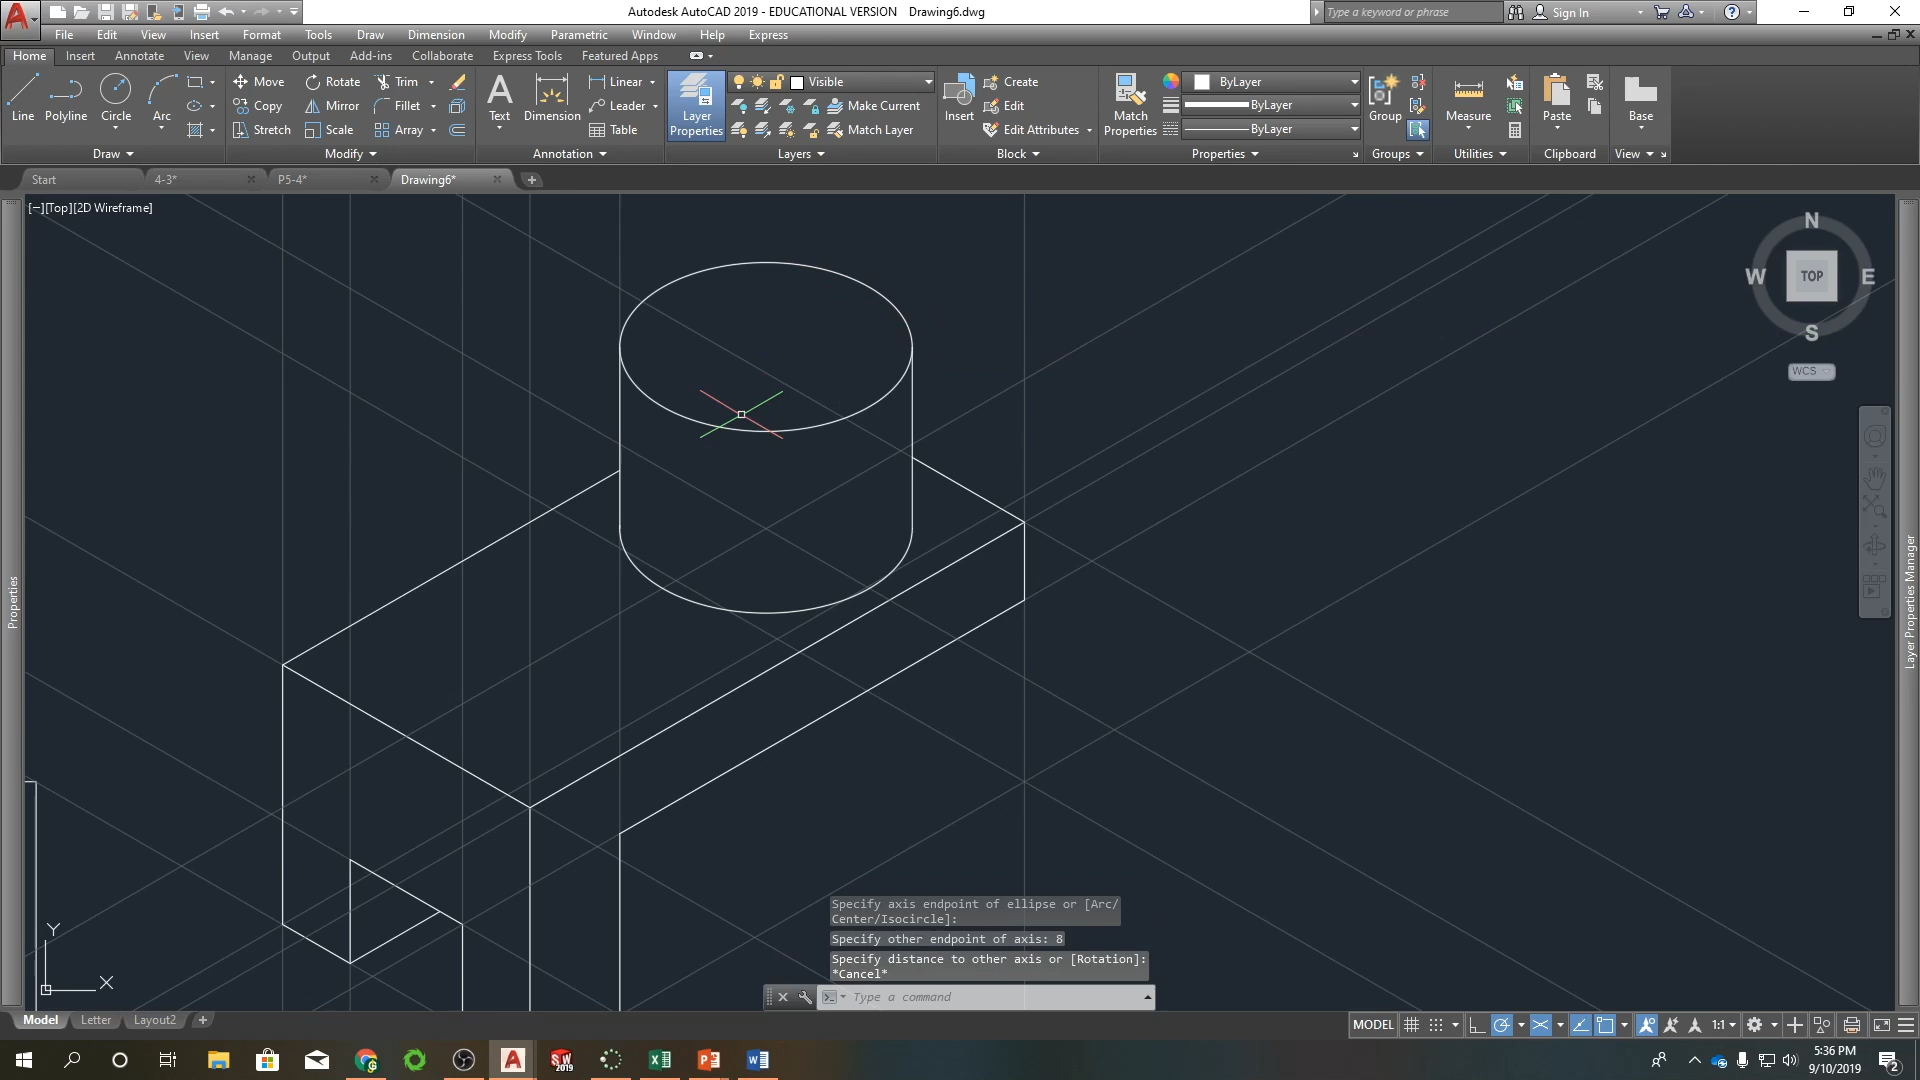 Autodesk AutoCAD 2019 - EDUCATIONAL VERSION Drawing6.dwg
Type a keyword or phrase
Sign In
File Edit View Insert Format Tools Draw Dimension Modify Parametric Window Help Express
Home Insert Annotate View Manage Output Add-ins Collaborate Express Tools Featured Apps
Line Polyline Circle Arc
Move Rotate Trim
Copy Mirror Fillet
Stretch Scale Array
Text Dimension
Linear
Leader
Table
Layer Properties
Visible
Make Current
Match Layer
Insert
Create
Edit
Edit Attributes
Match Properties
ByLayer
ByLayer
ByLayer
Group
Measure
Paste
Base
Draw Modify Annotation Layers Block Properties Groups Utilities Clipboard View
Start 4-3* P5-4* Drawing6*
[−][Top][2D Wireframe]
N
W TOP E
S
WCS
Properties
Layer Properties Manager
Y
X
Specify axis endpoint of ellipse or [Arc/
Center/Isocircle]:
Specify other endpoint of axis: 8
Specify distance to other axis or [Rotation]:
*Cancel*
Type a command
Model Letter Layout2
MODEL 1:1
SW
2019
5:36 PM
9/10/2019
2